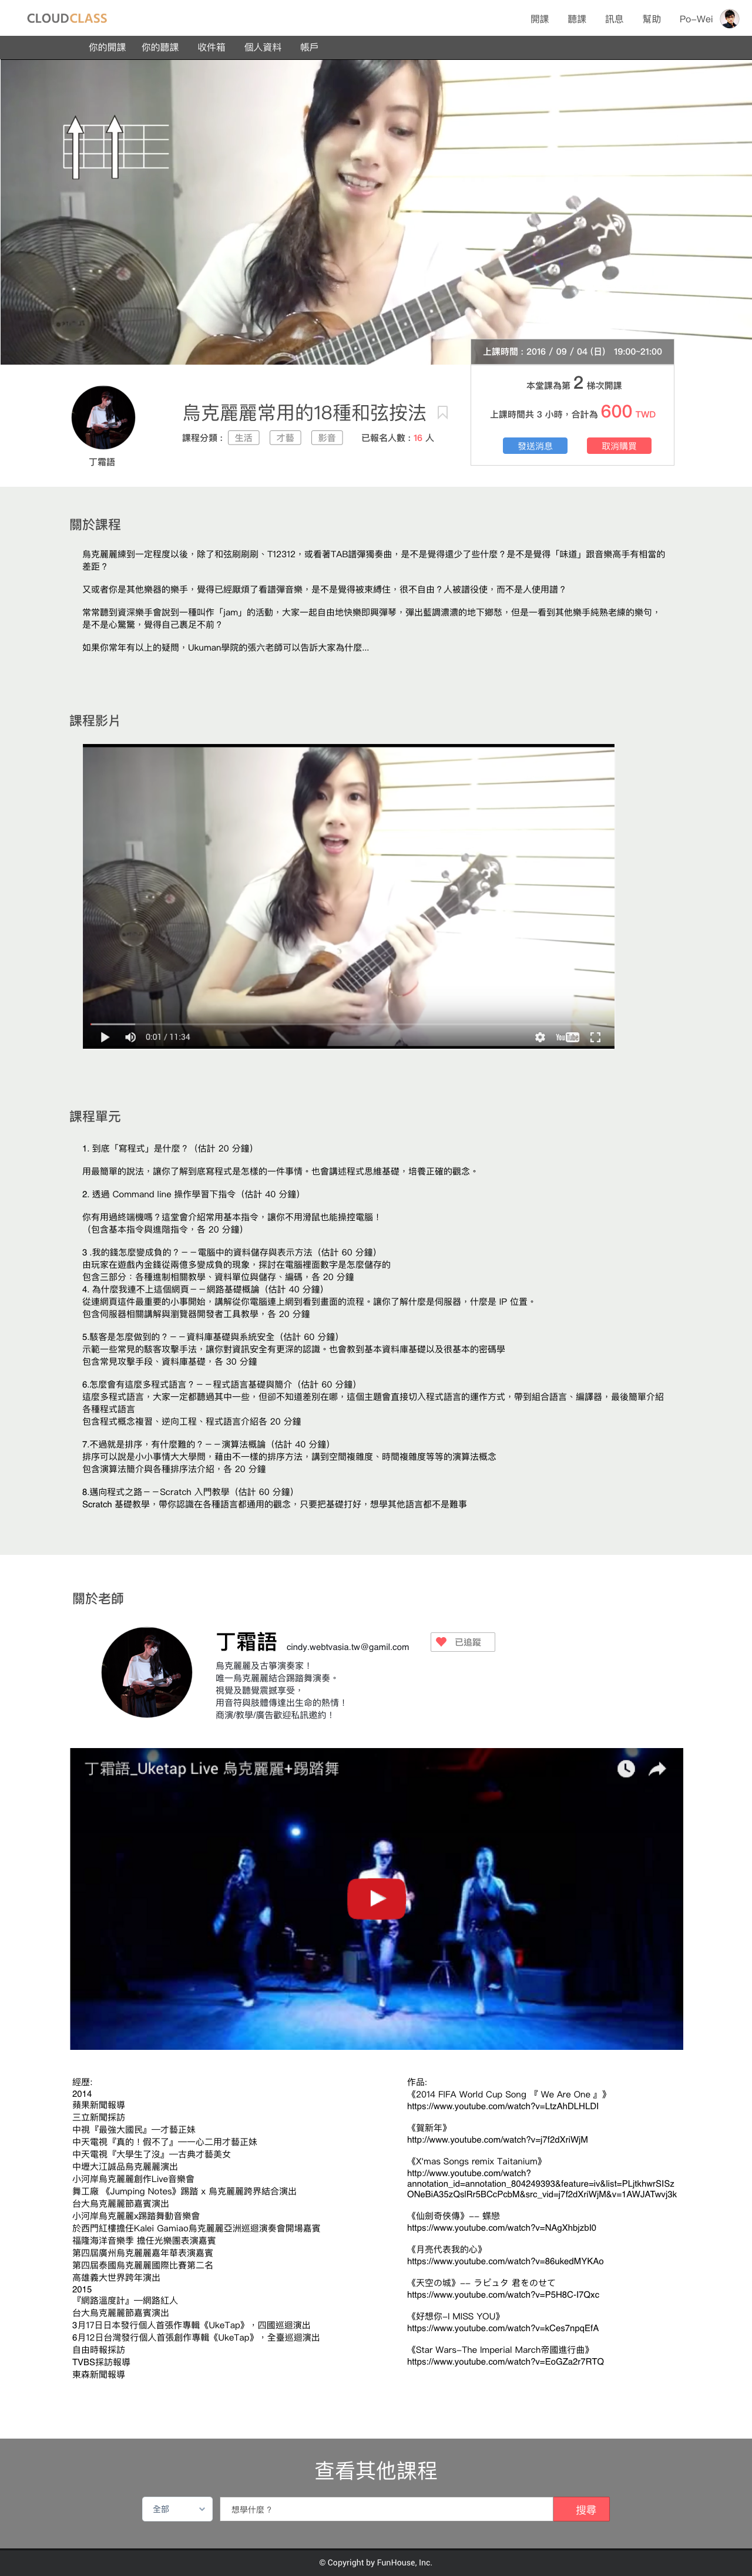 CLOUDCLASS
開課 聽課 訊息 幫助 Po-Wei
你的開課 你的聽課 收件箱 個人資料 帳戶
上課時間：2016 / 09 / 04 (日) 19:00~21:00
本堂課為第 2 梯次開課
上課時間共 3 小時，合計為 600 TWD
發送消息 取消購買
烏克麗麗常用的18種和弦按法
課程分類： 生活 才藝 影音 已報名人數：16 人
丁霜語
關於課程
烏克麗麗練到一定程度以後，除了和弦刷刷刷、T12312，或看著TAB譜彈獨奏曲，是不是覺得還少了些什麼？是不是覺得「味道」跟音樂高手有相當的
差距？
又或者你是其他樂器的樂手，覺得已經厭煩了看譜彈音樂，是不是覺得被束縛住，很不自由？人被譜役使，而不是人使用譜？
常常聽到資深樂手會說到一種叫作「jam」的活動，大家一起自由地快樂即興彈琴，彈出藍調濃濃的地下鄉愁，但是一看到其他樂手純熟老練的樂句，
是不是心驚驚，覺得自己裹足不前？
如果你常年有以上的疑問，Ukuman學院的張六老師可以告訴大家為什麼...
課程影片
0:01 / 11:34
YouTube
課程單元
1. 到底「寫程式」是什麼？（估計 20 分鐘）
用最簡單的說法，讓你了解到底寫程式是怎樣的一件事情。也會講述程式思維基礎，培養正確的觀念。
2. 透過 Command line 操作學習下指令（估計 40 分鐘）
你有用過終端機嗎？這堂會介紹常用基本指令，讓你不用滑鼠也能操控電腦！
（包含基本指令與進階指令，各 20 分鐘）
3 .我的錢怎麼變成負的？－－電腦中的資料儲存與表示方法（估計 60 分鐘）
由玩家在遊戲內金錢從兩億多變成負的現象，探討在電腦裡面數字是怎麼儲存的
包含三部分：各種進制相關教學、資料單位與儲存、編碼，各 20 分鐘
4. 為什麼我連不上這個網頁－－網路基礎概論（估計 40 分鐘）
從連網頁這件最重要的小事開始，講解從你電腦連上網到看到畫面的流程。讓你了解什麼是伺服器，什麼是 IP 位置。
包含伺服器相關講解與瀏覽器開發者工具教學，各 20 分鐘
5.駭客是怎麼做到的？－－資料庫基礎與系統安全（估計 60 分鐘）
示範一些常見的駭客攻擊手法，讓你對資訊安全有更深的認識。也會教到基本資料庫基礎以及很基本的密碼學
包含常見攻擊手段、資料庫基礎，各 30 分鐘
6.怎麼會有這麼多程式語言？－－程式語言基礎與簡介（估計 60 分鐘）
這麼多程式語言，大家一定都聽過其中一些，但卻不知道差別在哪，這個主題會直接切入程式語言的運作方式，帶到組合語言、編譯器，最後簡單介紹
各種程式語言
包含程式概念複習、逆向工程、程式語言介紹各 20 分鐘
7.不過就是排序，有什麼難的？－－演算法概論（估計 40 分鐘）
排序可以說是小小事情大大學問，藉由不一樣的排序方法，講到空間複雜度、時間複雜度等等的演算法概念
包含演算法簡介與各種排序法介紹，各 20 分鐘
8.邁向程式之路－－Scratch 入門教學（估計 60 分鐘）
Scratch 基礎教學，帶你認識在各種語言都通用的觀念，只要把基礎打好，想學其他語言都不是難事
關於老師
丁霜語 cindy.webtvasia.tw@gamil.com 已追蹤
烏克麗麗及古箏演奏家！
唯一烏克麗麗結合踢踏舞演奏。
視覺及聽覺震撼享受，
用音符與肢體傳達出生命的熱情！
商演/教學/廣告歡迎私訊邀約！
丁霜語_Uketap Live 烏克麗麗+踢踏舞
經歷:
2014
蘋果新聞報導
三立新聞採訪
中視『最強大國民』—才藝正妹
中天電視『真的！假不了』——心二用才藝正妹
中天電視『大學生了沒』—古典才藝美女
中壢大江誠品烏克麗麗演出
小河岸烏克麗麗創作Live音樂會
舞工廠 《Jumping Notes》踢踏 x 烏克麗麗跨界結合演出
台大烏克麗麗節嘉賓演出
小河岸烏克麗麗x踢踏舞動音樂會
於西門紅樓擔任Kalei Gamiao烏克麗麗亞洲巡迴演奏會開場嘉賓
福隆海洋音樂季 擔任光樂團表演嘉賓
第四屆廣州烏克麗麗嘉年華表演嘉賓
第四屆泰國烏克麗麗國際比賽第二名
高雄義大世界跨年演出
2015
『網路溫度計』—網路紅人
台大烏克麗麗節嘉賓演出
3月17日日本發行個人首張作專輯《UkeTap》，四國巡迴演出
6月12日台灣發行個人首張創作專輯《UkeTap》，全臺巡迴演出
自由時報採訪
TVBS採訪報導
東森新聞報導
作品:
《2014 FIFA World Cup Song 『 We Are One 』》
https://www.youtube.com/watch?v=LtzAhDLHLDI
《賀新年》
http://www.youtube.com/watch?v=j7f2dXriWjM
《X'mas Songs remix Taitanium》
http://www.youtube.com/watch?
annotation_id=annotation_804249393&feature=iv&list=PLjtkhwrSISz
ONeBiA35zQslRr5BCcPcbM&src_vid=j7f2dXriWjM&v=1AWJATwvj3k
《仙劍奇俠傳》-- 蝶戀
https://www.youtube.com/watch?v=NAgXhbjzbI0
《月亮代表我的心》
https://www.youtube.com/watch?v=86ukedMYKAo
《天空の城》-- ラピュタ 君をのせて
https://www.youtube.com/watch?v=P5H8C-I7Qxc
《好想你-I MISS YOU》
https://www.youtube.com/watch?v=kCes7npqEfA
《Star Wars-The Imperial March帝國進行曲》
https://www.youtube.com/watch?v=EoGZa2r7RTQ
查看其他課程
全部 想學什麼？ 搜尋
© Copyright by FunHouse, Inc.